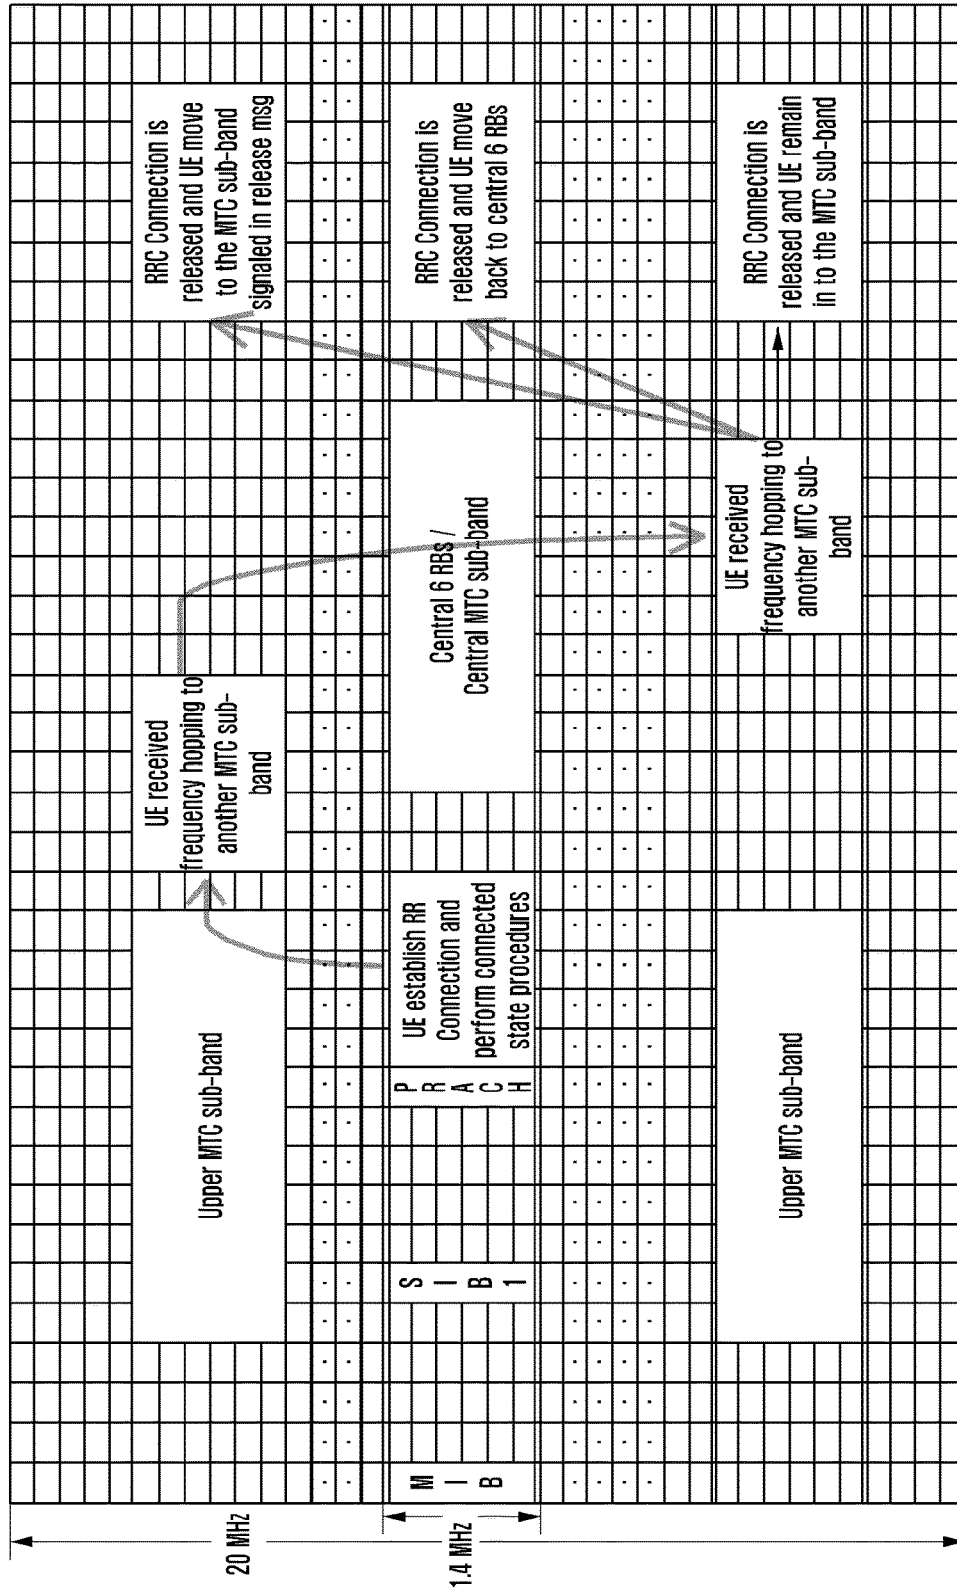 20 MHz
1.4 MHz
Upper MTC sub-band
UE received
frequency hopping to
another MTC sub-
band
RRC Connection is
released and UE move
to the MTC sub-band
signaled in release msg
MIB
SIB1
PRACH
UE establish RR
Connection and
perform connected
state procedures
Central 6 RBs /
Central MTC sub-band
RRC Connection is
released and UE move
back to central 6 RBs
Upper MTC sub-band
UE received
frequency hopping to
another MTC sub-
band
RRC Connection is
released and UE remain
in to the MTC sub-band